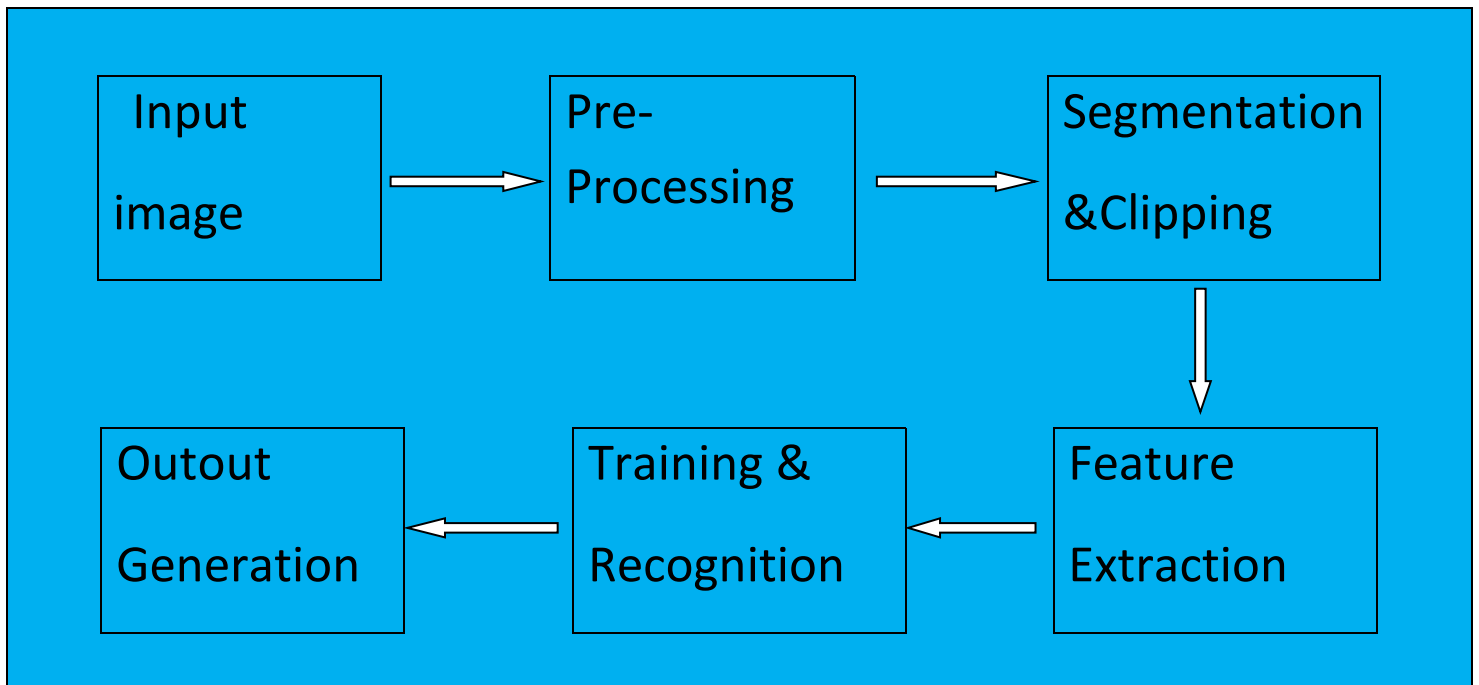 Input
image
Pre-
Processing
Segmentation
&Clipping
Feature
Extraction
Training &
Recognition
Outout
Generation